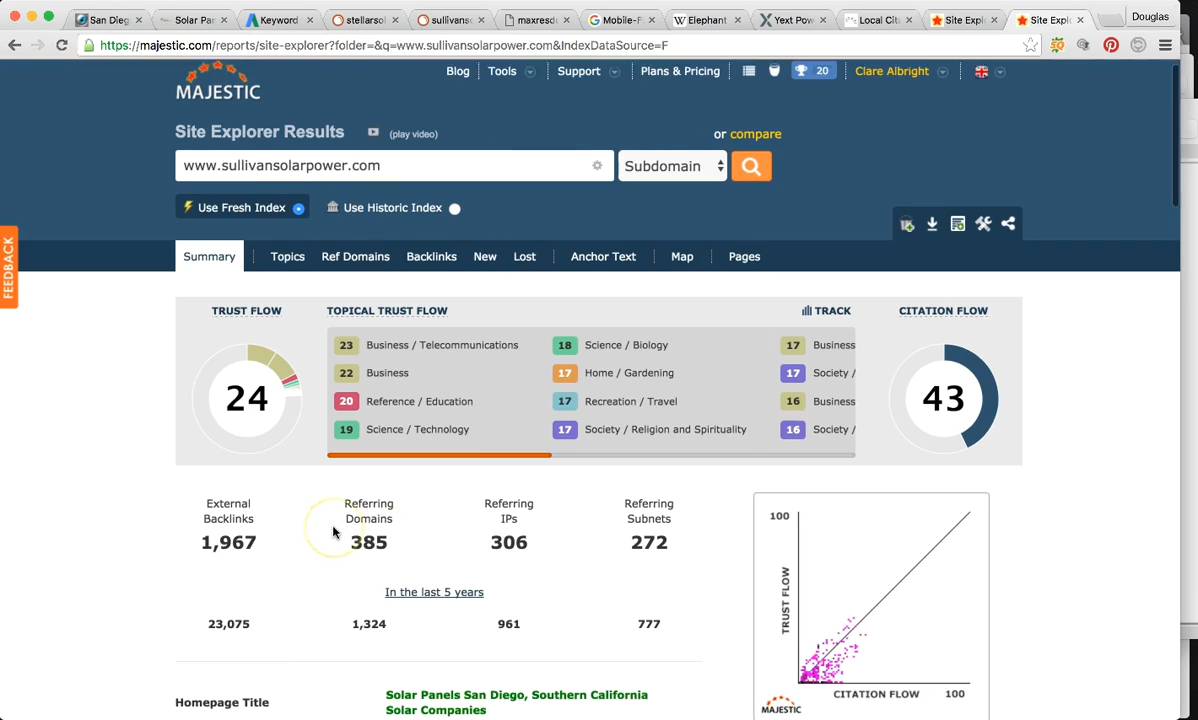 San Dieg
Solar Pa
Keyword
stellarsol
sullivans
maxresd
Mobile-F
Elephant
Yext Pow
Local Cit
Site Expl
Site Expl
Douglas
https://majestic.com/reports/site-explorer?folder=&q=www.sullivansolarpower.com&IndexDataSource=F
MAJESTIC
Blog
Tools
Support
Plans & Pricing
20
Clare Albright
Site Explorer Results
(play video)
or compare
www.sullivansolarpower.com
Subdomain
Use Fresh Index
Use Historic Index
FEEDBACK
Summary
Topics
Ref Domains
Backlinks
New
Lost
Anchor Text
Map
Pages
TRUST FLOW
24
TOPICAL TRUST FLOW
TRACK
23 Business / Telecommunications
18 Science / Biology
17 Business
22 Business
17 Home / Gardening
17 Society /
20 Reference / Education
17 Recreation / Travel
16 Business
19 Science / Technology
17 Society / Religion and Spirituality
16 Society /
CITATION FLOW
43
External
Backlinks
1,967
Referring
Domains
385
Referring
IPs
306
Referring
Subnets
272
In the last 5 years
23,075
1,324
961
777
100
TRUST FLOW
CITATION FLOW
100
MAJESTIC
Homepage Title
Solar Panels San Diego, Southern California
Solar Companies